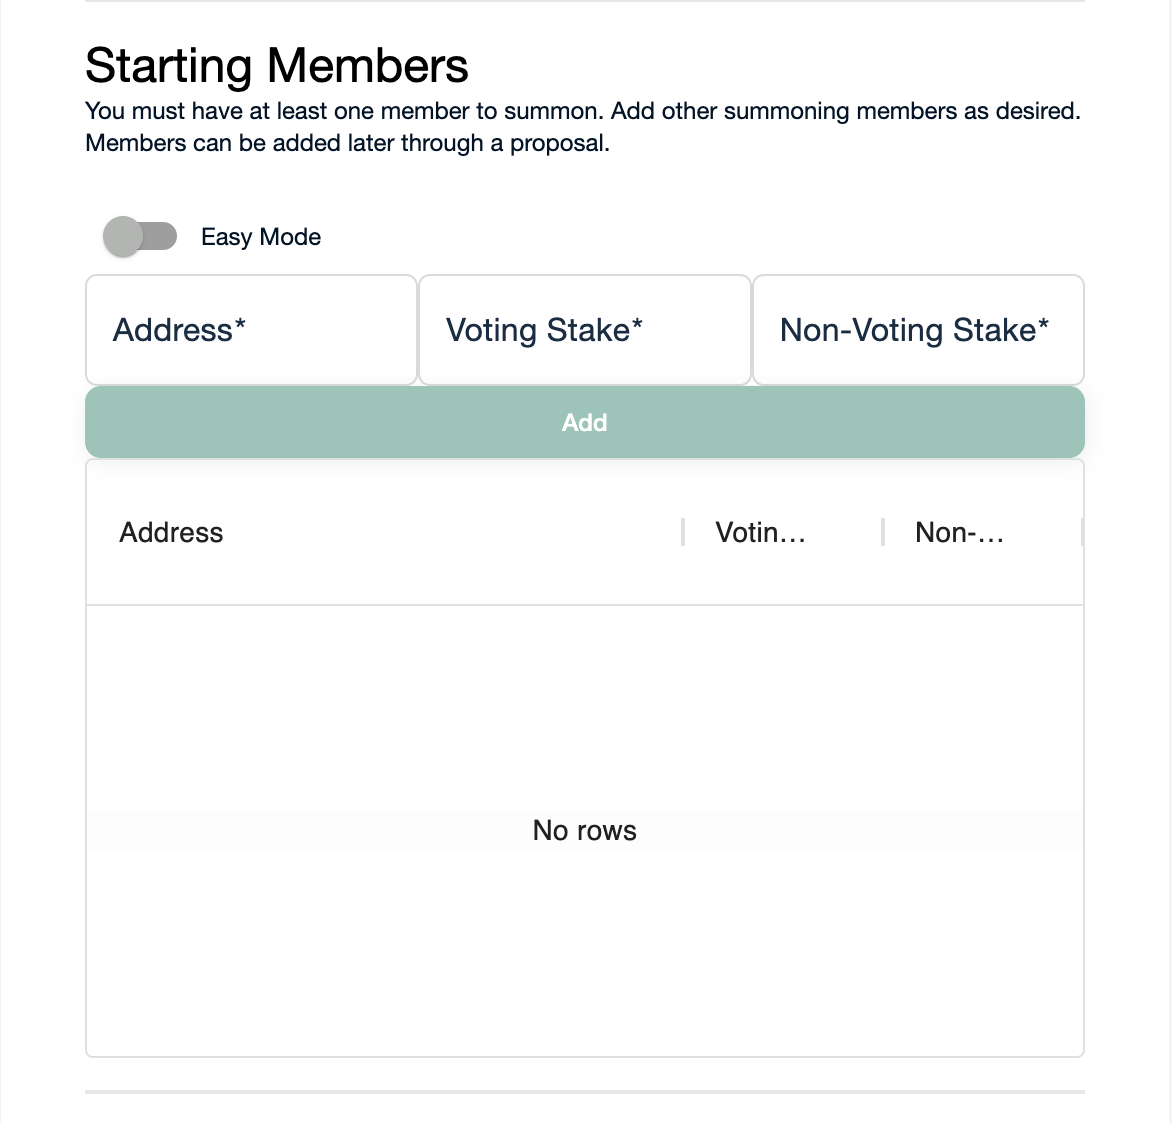 Starting Members
You must have at least one member to summon. Add other summoning members as desired.
Members can be added later through a proposal.
Easy Mode
Address* Voting Stake* Non-Voting Stake*
Add
Address Votin… Non-…
No rows